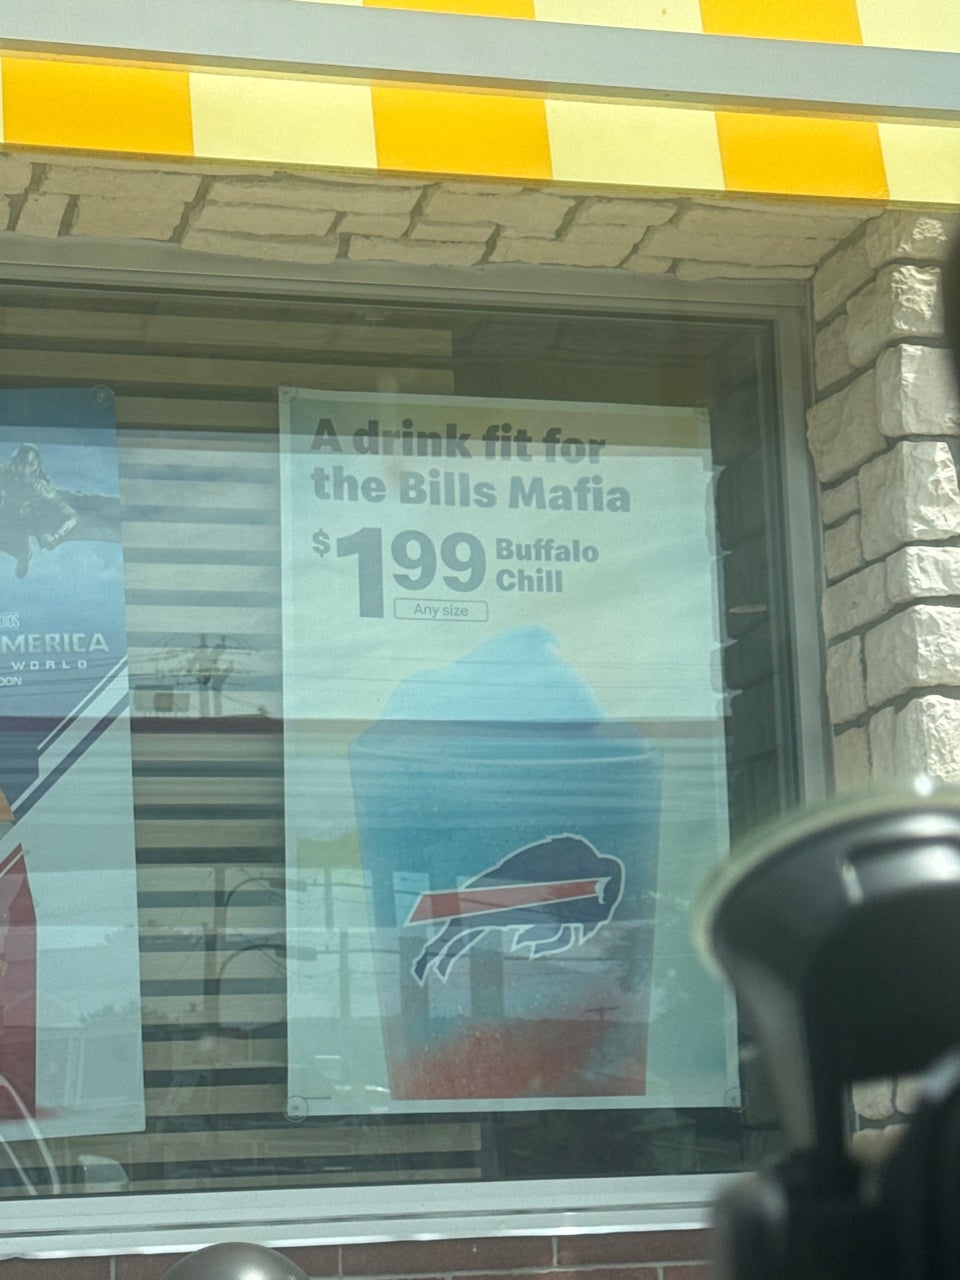 A drink fit for
the Bills Mafia
$199 Buffalo
Chill
Any size
MERICA
WORLD